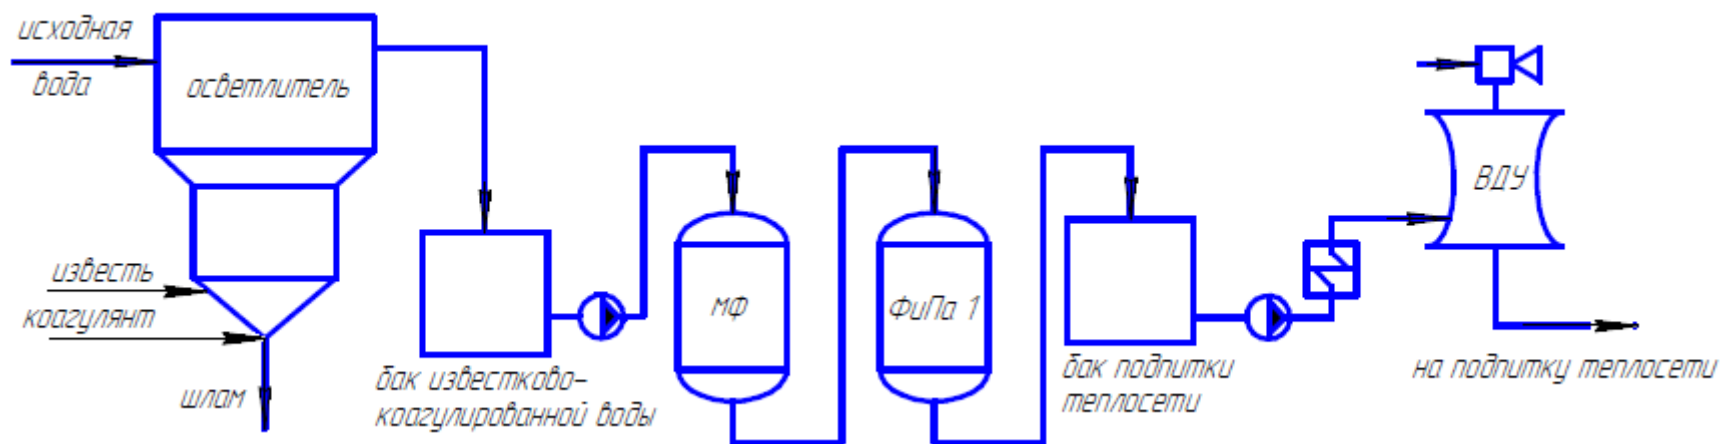 исходная
вода
осветлитель
известь
коагулянт
шлам
бак известково-
коагулированной воды
МФ
ФиПа 1
бак подпитки
теплосети
ВДУ
на подпитку теплосети